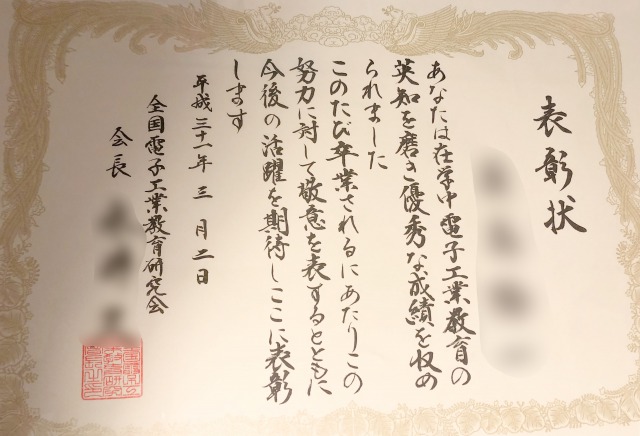 表彰状
あなたは在学中電子工業教育の
英知を磨き優秀な成績を収め
られました
このたび卒業されるにあたりこの
努力に対して敬意を表するとともに
今後の活躍を期待しここに表彰
します
平成三十一年三月二日
全国電子工業教育研究会
会長